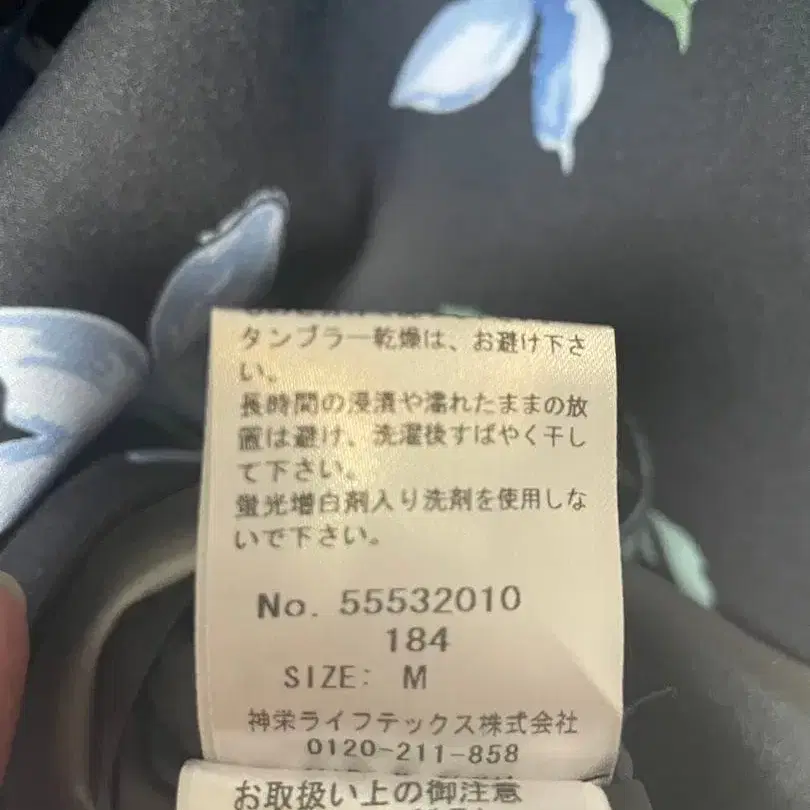 タンブラー乾燥は、お避け下さ
い。
長時間の浸漬や濡れたままの放
置は避け、洗濯後すばやく干し
て下さい。
蛍光増白剤入り洗剤を使用しな
いで下さい。
No. 55532010
184
SIZE: M
神栄ライフテックス株式会社
0120-211-858
お取扱い上の御注意